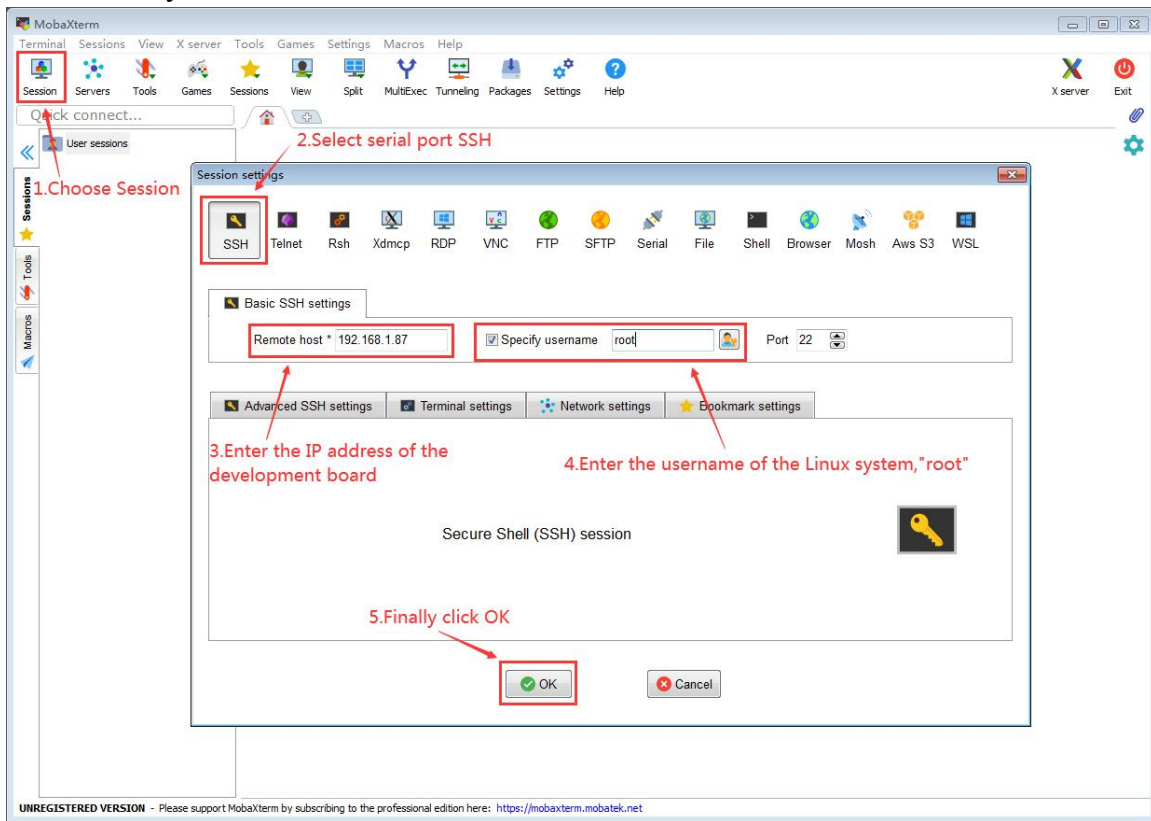 MobaXterm
Terminal Sessions View X server Tools Games Settings Macros Help
Session Servers Tools Games Sessions View Split MultiExec Tunneling Packages Settings Help X server Exit
Quick connect...
2.Select serial port SSH
User sessions
1.Choose Session
Session settings
Sessions
Tools
Macros
SSH Telnet Rsh Xdmcp RDP VNC FTP SFTP Serial File Shell Browser Mosh Aws S3 WSL
Basic SSH settings
Remote host * 192.168.1.87 Specify username root Port 22
Advanced SSH settings Terminal settings Network settings Bookmark settings
3.Enter the IP address of the
development board
4.Enter the username of the Linux system,"root"
Secure Shell (SSH) session
5.Finally click OK
OK Cancel
UNREGISTERED VERSION - Please support MobaXterm by subscribing to the professional edition here: https://mobaxterm.mobatek.net